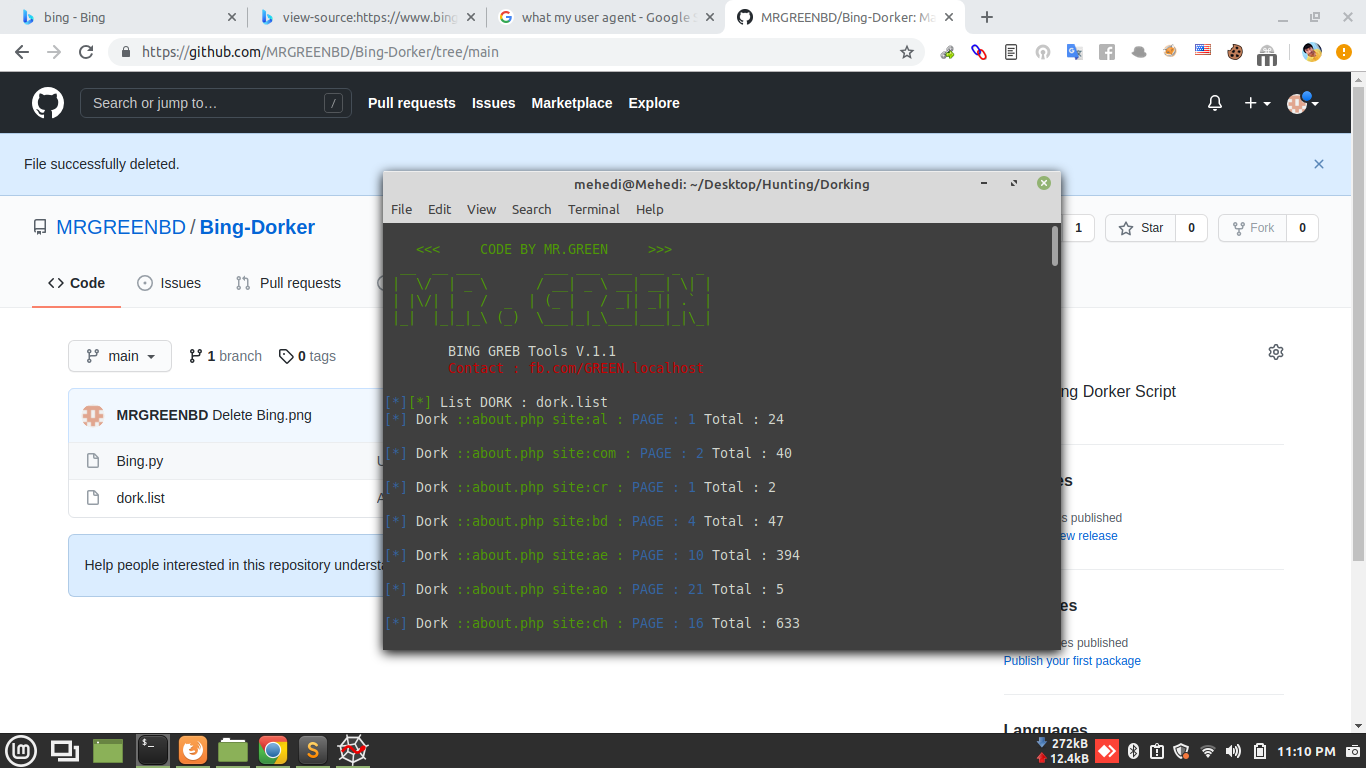 bing - Bing
view-source:https://www.bing
what my user agent - Google S
MRGREENBD/Bing-Dorker: Ma
https://github.com/MRGREENBD/Bing-Dorker/tree/main
Search or jump to…
/
Pull requests
Issues
Marketplace
Explore
File successfully deleted.
MRGREENBD / Bing-Dorker
1
Star 0
Fork 0
Code
Issues
Pull requests
main
1 branch
0 tags
MRGREENBD Delete Bing.png
Bing.py
dork.list
Help people interested in this repository understa
mehedi@Mehedi: ~/Desktop/Hunting/Dorking
File Edit View Search Terminal Help
<<< CODE BY MR.GREEN >>>
MR. GREEN
BING GREB Tools V.1.1
Contact : fb.com/GREEN.localhost
[*][*] List DORK : dork.list
[*] Dork ::about.php site:al : PAGE : 1 Total : 24
[*] Dork ::about.php site:com : PAGE : 2 Total : 40
[*] Dork ::about.php site:cr : PAGE : 1 Total : 2
[*] Dork ::about.php site:bd : PAGE : 4 Total : 47
[*] Dork ::about.php site:ae : PAGE : 10 Total : 394
[*] Dork ::about.php site:ao : PAGE : 21 Total : 5
[*] Dork ::about.php site:ch : PAGE : 16 Total : 633
ng Dorker Script
es
s published
ew release
es
es published
Publish your first package
Languages
272kB
12.4kB
11:10 PM